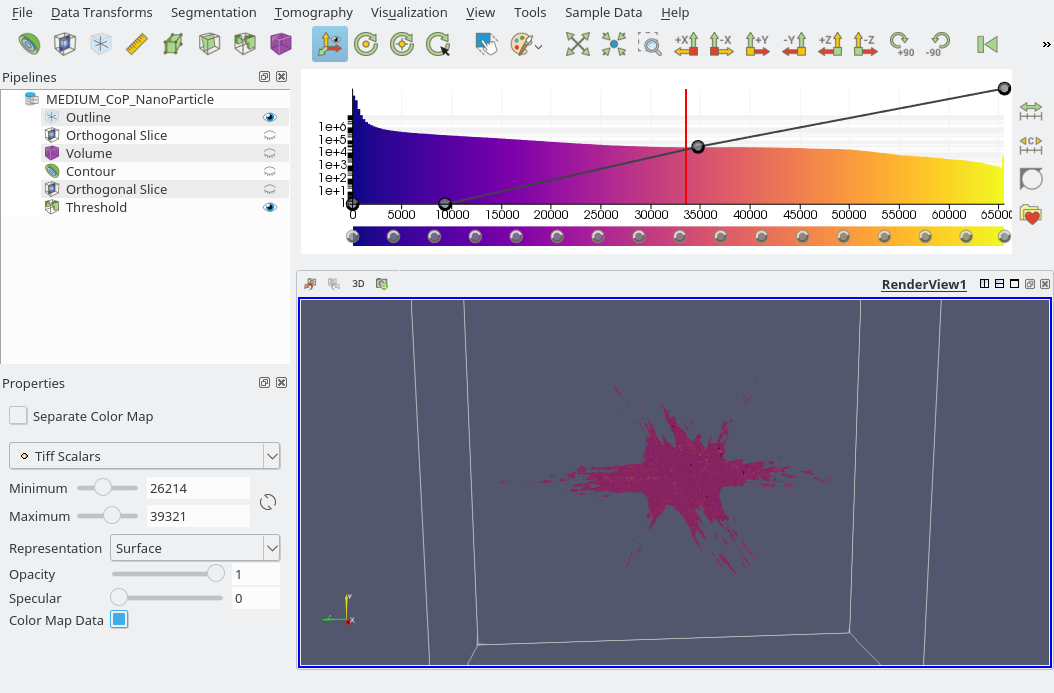 File Data Transforms Segmentation Tomography Visualization View Tools Sample Data Help
+X -X +Y -Y +Z -Z +90 -90 »
Pipelines
MEDIUM_CoP_NanoParticle
Outline
Orthogonal Slice
Volume
Contour
Orthogonal Slice
Threshold
1e+6
1e+5
1e+4
1e+3
1e+2
1e+1
0 5000 10000 15000 20000 25000 30000 35000 40000 45000 50000 55000 60000 65000
C
3D
RenderView1
Properties
Separate Color Map
Tiff Scalars
Minimum 26214
Maximum 39321
Representation Surface
Opacity 1
Specular 0
Color Map Data
Y
X